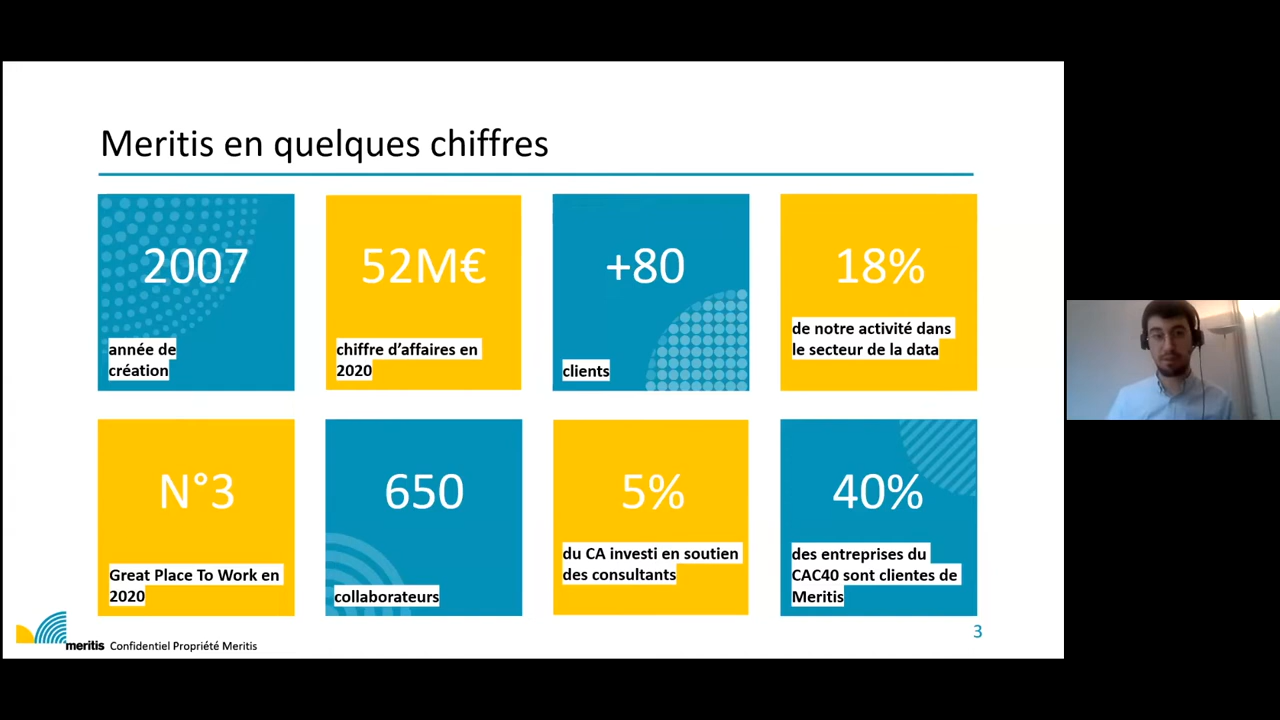 Meritis en quelques chiffres
2007
année de
création
52M€
chiffre d’affaires en
2020
+80
clients
18%
de notre activité dans
le secteur de la data
N°3
Great Place To Work en
2020
650
collaborateurs
5%
du CA investi en soutien
des consultants
40%
des entreprises du
CAC40 sont clientes de
Meritis
3
meritis
Confidentiel Propriété Meritis